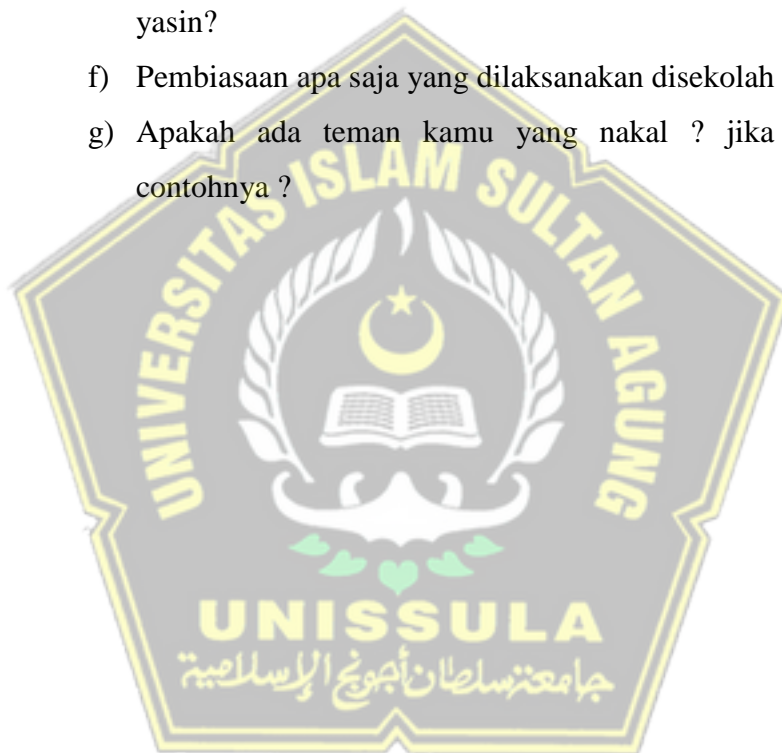 yasin?
f) Pembiasaan apa saja yang dilaksanakan disekolah
g) Apakah ada teman kamu yang nakal ? jika
contohnya ?
UNIVERSITAS ISLAM SULTAN AGUNG
UNISSULA
جامعة سلطان أجونج الإسلامية